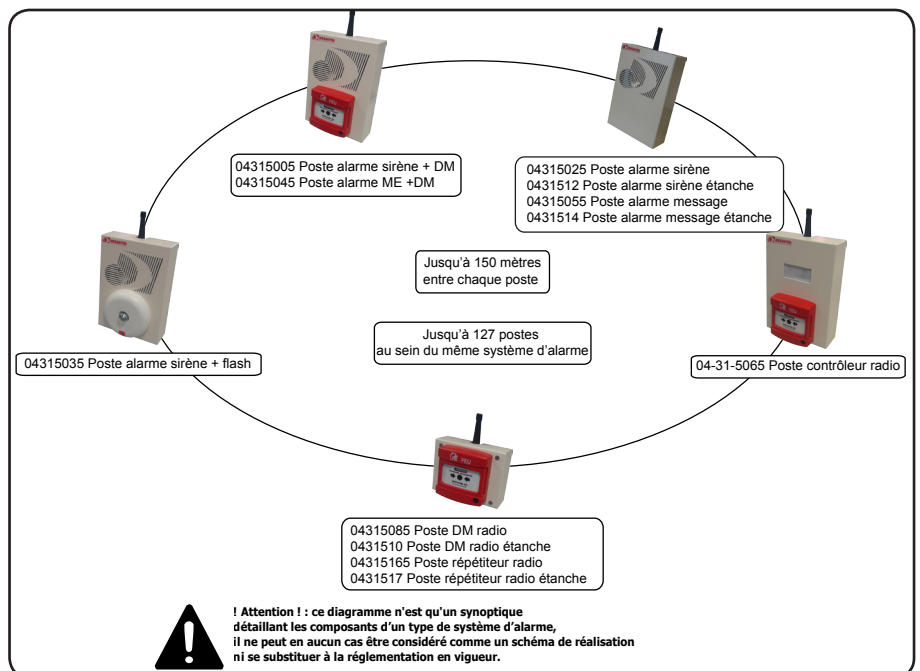 04315005 Poste alarme sirène + DM
04315045 Poste alarme ME +DM
04315025 Poste alarme sirène
0431512 Poste alarme sirène étanche
04315055 Poste alarme message
0431514 Poste alarme message étanche
Jusqu'à 150 mètres
entre chaque poste
Jusqu'à 127 postes
au sein du même système d'alarme
04315035 Poste alarme sirène + flash
04-31-5065 Poste contrôleur radio
FEU
04315085 Poste DM radio
0431510 Poste DM radio étanche
04315165 Poste répétiteur radio
0431517 Poste répétiteur radio étanche
! Attention ! : ce diagramme n'est qu'un synoptique
détaillant les composants d'un type de système d'alarme,
il ne peut en aucun cas être considéré comme un schéma de réalisation
ni se substituer à la réglementation en vigueur.